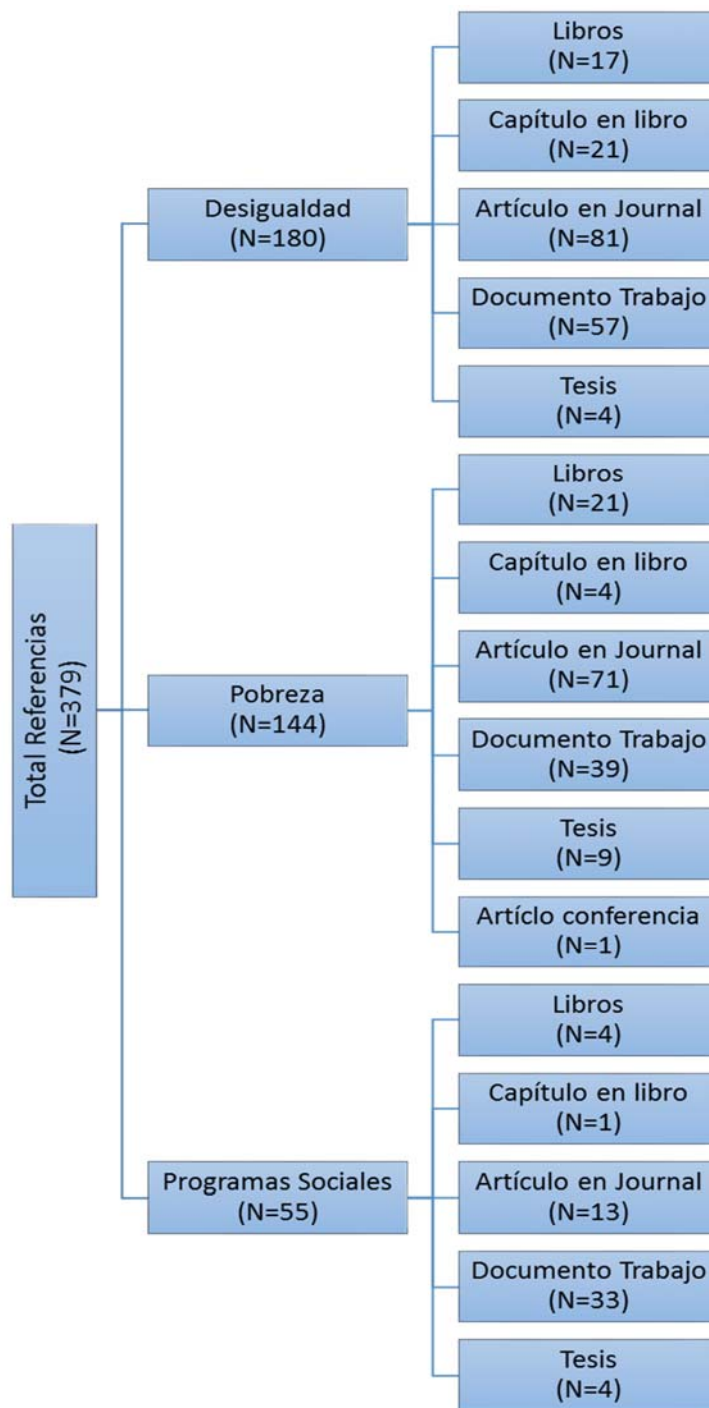 Total Referencias
(N=379)
Desigualdad
(N=180)
Libros
(N=17)
Capítulo en libro
(N=21)
Artículo en Journal
(N=81)
Documento Trabajo
(N=57)
Tesis
(N=4)
Pobreza
(N=144)
Libros
(N=21)
Capítulo en libro
(N=4)
Artículo en Journal
(N=71)
Documento Trabajo
(N=39)
Tesis
(N=9)
Artíclo conferencia
(N=1)
Programas Sociales
(N=55)
Libros
(N=4)
Capítulo en libro
(N=1)
Artículo en Journal
(N=13)
Documento Trabajo
(N=33)
Tesis
(N=4)